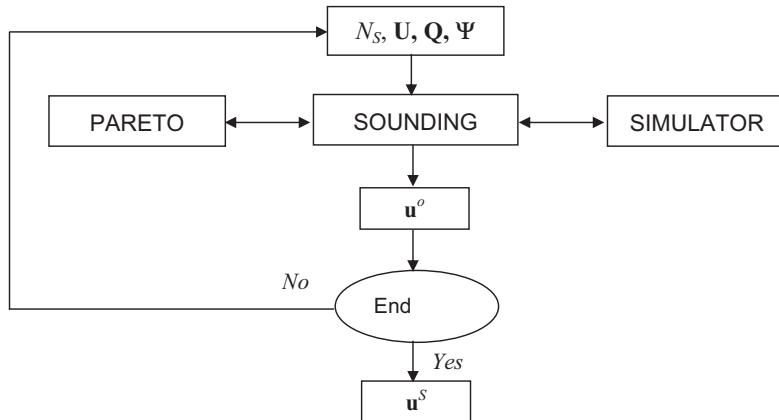 N_S, U, Q, Ψ
PARETO
SOUNDING
SIMULATOR
u^o
No
End
Yes
u^S